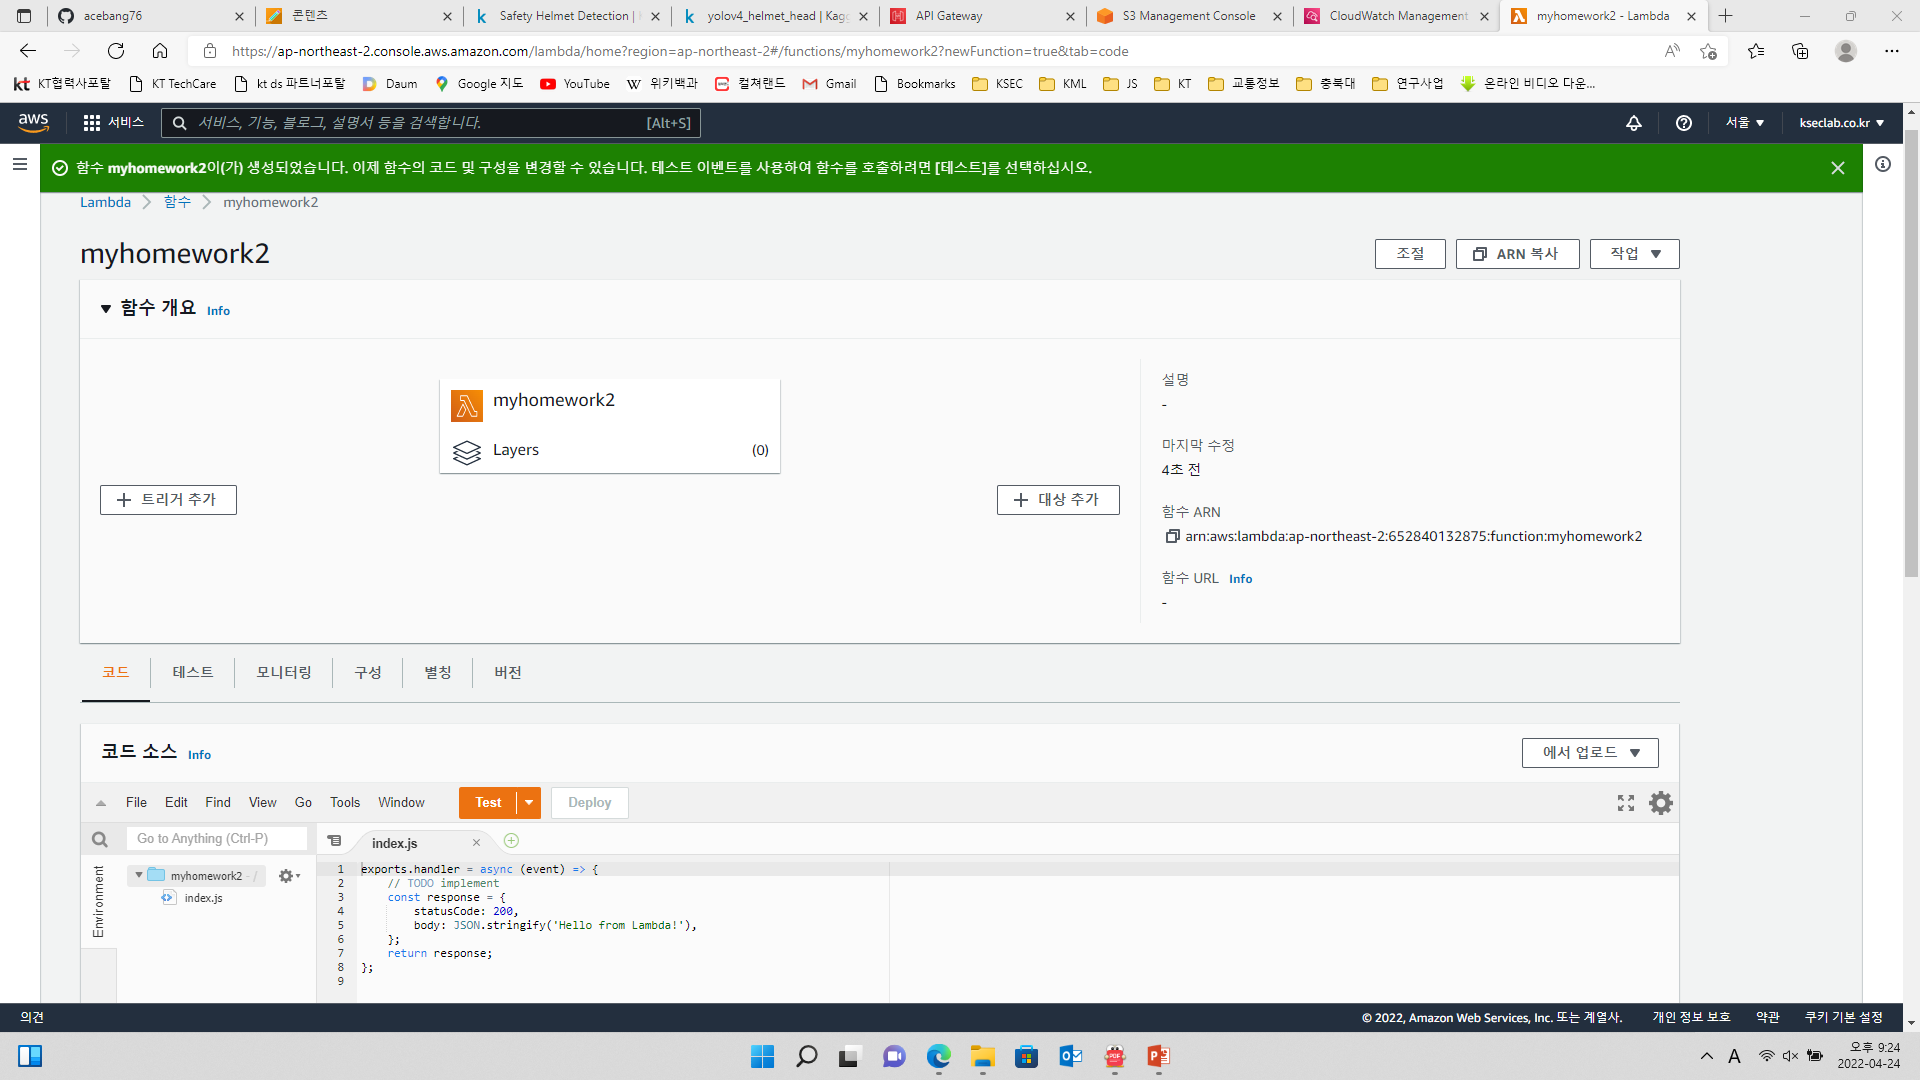 acebang76
콘텐츠
Safety Helmet Detection |
yolov4_helmet_head | Kagg
API Gateway
S3 Management Console
CloudWatch Management
myhomework2 - Lambda
https://ap-northeast-2.console.aws.amazon.com/lambda/home?region=ap-northeast-2#/functions/myhomework2?newFunction=true&tab=code
kt KT협력사포탈
KT TechCare
kt ds 파트너포탈
Daum
Google 지도
YouTube
W 위키백과
컬쳐랜드
Gmail
Bookmarks
KSEC
KML
JS
KT
교통정보
충북대
연구사업
온라인 비디오 다운...
aws
서비스
서비스, 기능, 블로그, 설명서 등을 검색합니다.
[Alt+S]
서울
kseclab.co.kr
함수 myhomework2이(가) 생성되었습니다. 이제 함수의 코드 및 구성을 변경할 수 있습니다. 테스트 이벤트를 사용하여 함수를 호출하려면 [테스트]를 선택하십시오.
Lambda
함수
myhomework2
myhomework2
조절
ARN 복사
작업
함수 개요 Info
myhomework2
Layers
(0)
트리거 추가
대상 추가
설명
-
마지막 수정
4초 전
함수 ARN
arn:aws:lambda:ap-northeast-2:652840132875:function:myhomework2
함수 URL Info
-
코드
테스트
모니터링
구성
별칭
버전
코드 소스 Info
에서 업로드
File
Edit
Find
View
Go
Tools
Window
Test
Deploy
Go to Anything (Ctrl-P)
index.js
Environment
myhomework2 - /
index.js
1 exports.handler = async (event) => {
2 // TODO implement
3 const response = {
4 statusCode: 200,
5 body: JSON.stringify('Hello from Lambda!'),
6 };
7 return response;
8 };
9
의견
© 2022, Amazon Web Services, Inc. 또는 계열사.
개인 정보 보호
약관
쿠키 기본 설정
A
오후 9:24
2022-04-24